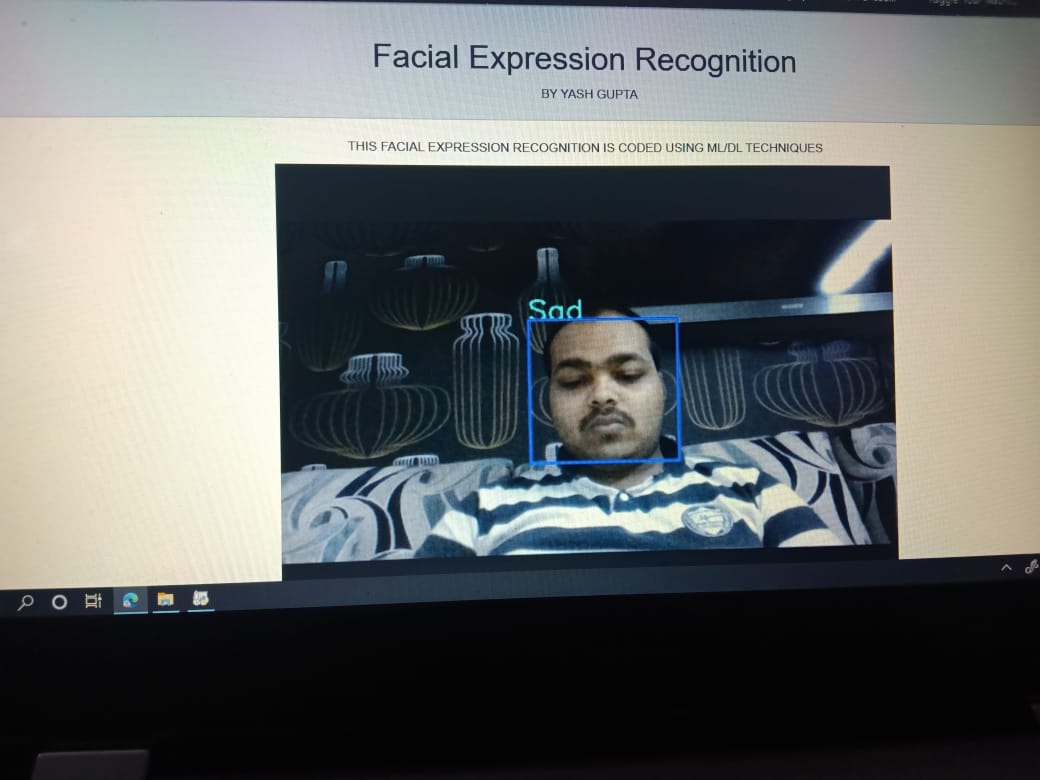 Facial Expression Recognition
BY YASH GUPTA
THIS FACIAL EXPRESSION RECOGNITION IS CODED USING ML/DL TECHNIQUES
Sad